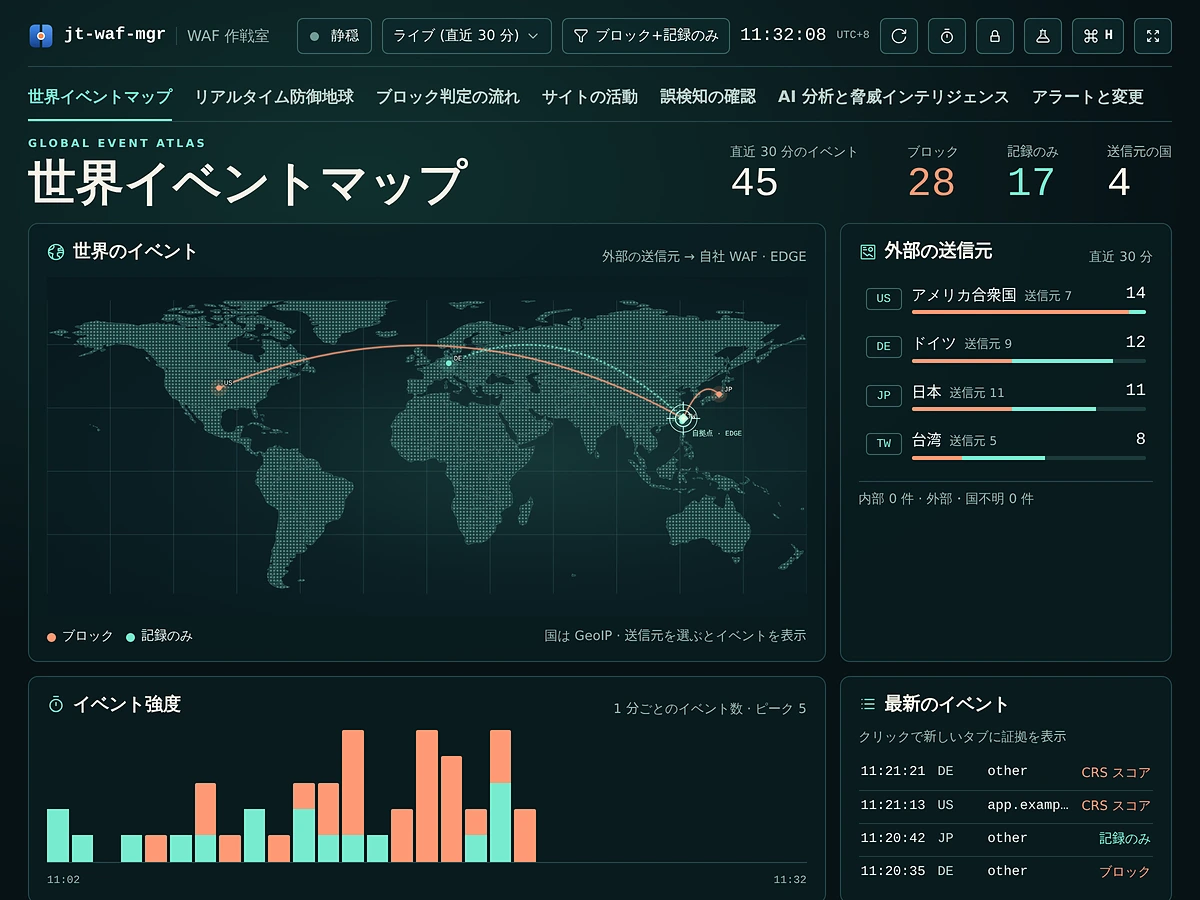 jt-waf-mgr WAF 作戦室 静穏 ライブ (直近 30 分) ブロック+記録のみ 11:32:08 UTC+8 ⌘ H
世界イベントマップ リアルタイム防御地球 ブロック判定の流れ サイトの活動 誤検知の確認 AI 分析と脅威インテリジェンス アラートと変更
GLOBAL EVENT ATLAS
世界イベントマップ
直近 30 分のイベント ブロック 記録のみ 送信元の国
45 28 17 4
世界のイベント 外部の送信元 → 自社 WAF · EDGE
US
DE
JP
自拠点 · EDGE
ブロック 記録のみ 国は GeoIP · 送信元を選ぶとイベントを表示
外部の送信元 直近 30 分
US アメリカ合衆国 送信元 7 14
DE ドイツ 送信元 9 12
JP 日本 送信元 11 11
TW 台湾 送信元 5 8
内部 0 件 · 外部・国不明 0 件
イベント強度 1 分ごとのイベント数 · ピーク 5
11:02 11:32
最新のイベント
クリックで新しいタブに証拠を表示
11:21:21 DE other CRS スコア
11:21:13 US app.examp… CRS スコア
11:20:42 JP other 記録のみ
11:20:35 DE other ブロック